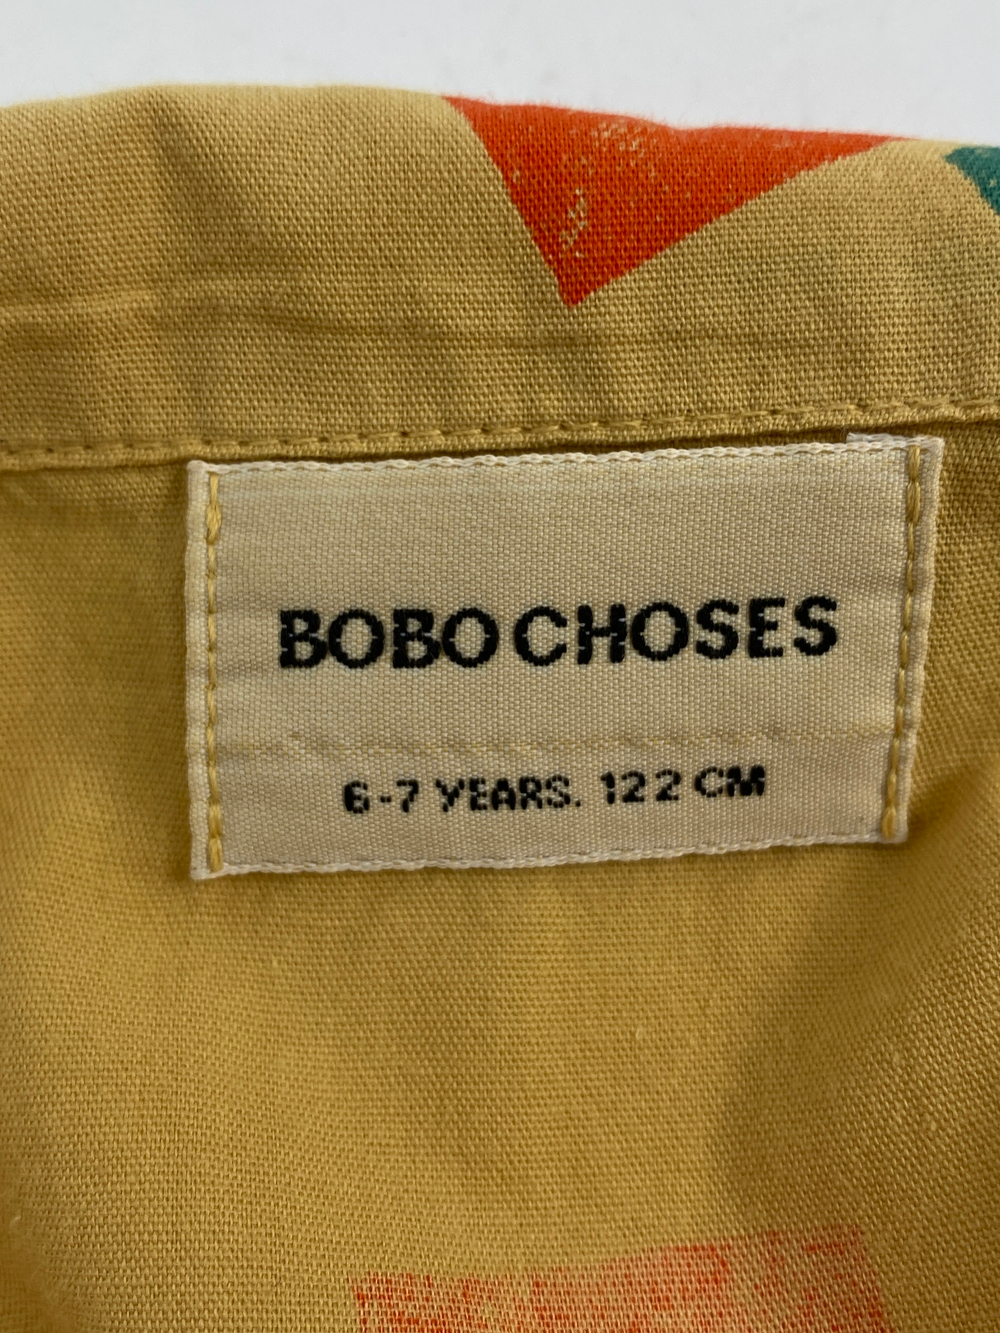 BOBO CHOSES
6-7 YEARS. 122 CM